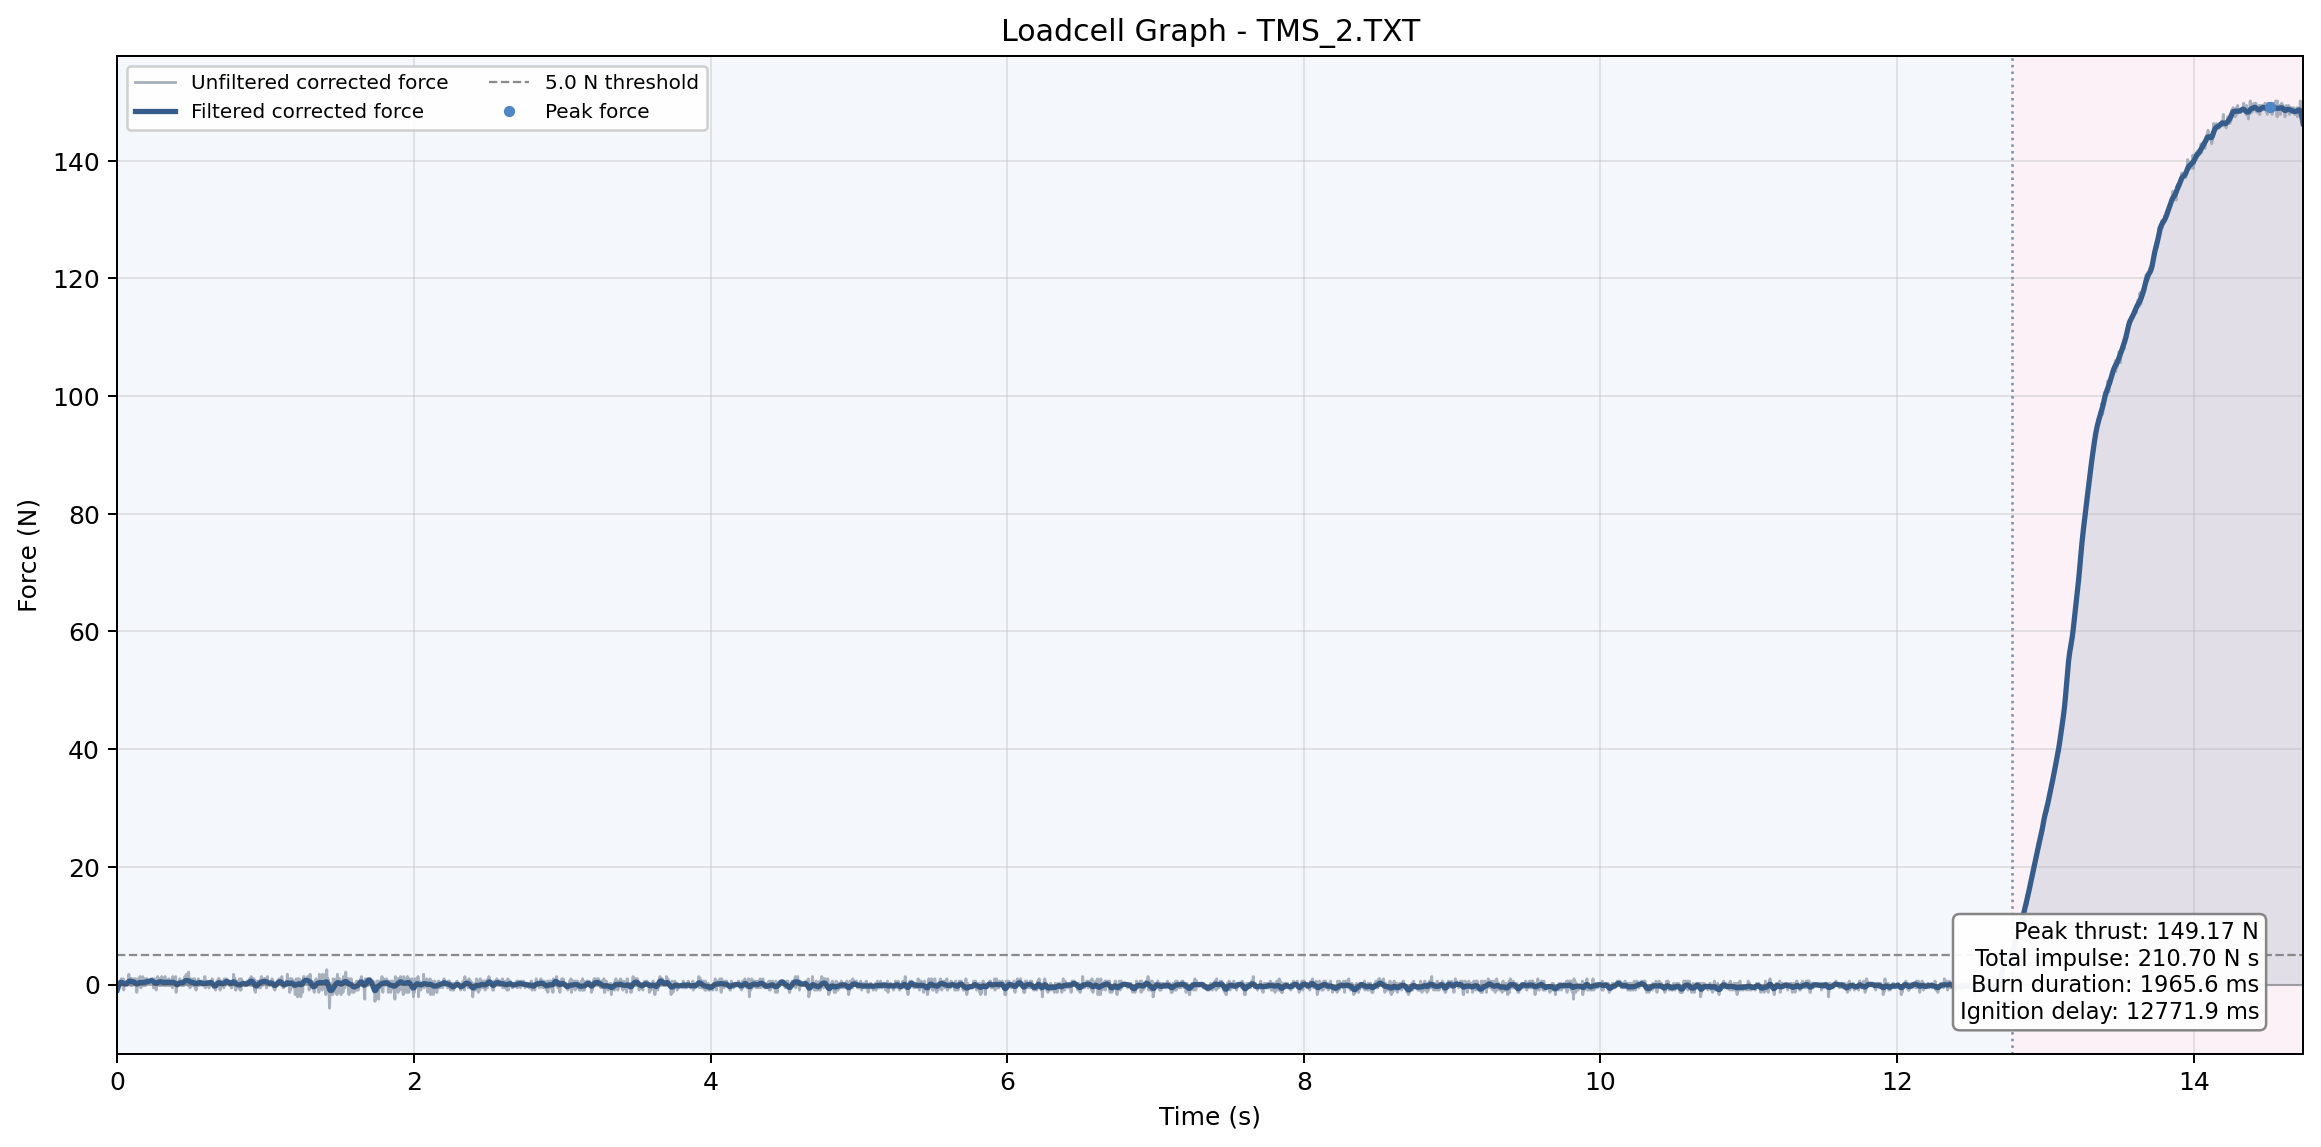 Loadcell Graph - TMS_2.TXT
Unfiltered corrected force
Filtered corrected force
5.0 N threshold
Peak force
Force (N)
140
120
100
80
60
40
20
0
Peak thrust: 149.17 N
Total impulse: 210.70 N s
Burn duration: 1965.6 ms
Ignition delay: 12771.9 ms
0 2 4 6 8 10 12 14
Time (s)